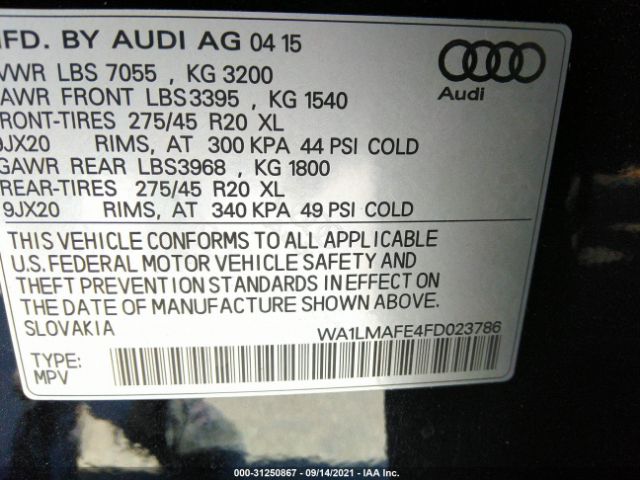 MFD. BY AUDI AG 04 15
GVWR LBS 7055 , KG 3200
GAWR FRONT LBS3395 , KG 1540
FRONT-TIRES 275/45 R20 XL
9JX20 RIMS, AT 300 KPA 44 PSI COLD
GAWR REAR LBS3968 , KG 1800
REAR-TIRES 275/45 R20 XL
9JX20 RIMS, AT 340 KPA 49 PSI COLD
Audi
THIS VEHICLE CONFORMS TO ALL APPLICABLE
U.S. FEDERAL MOTOR VEHICLE SAFETY AND
THEFT PREVENTION STANDARDS IN EFFECT ON
THE DATE OF MANUFACTURE SHOWN ABOVE.
SLOVAKIA WA1LMAFE4FD023786
TYPE:
MPV
000-31250867 - 09/14/2021 - IAA Inc.